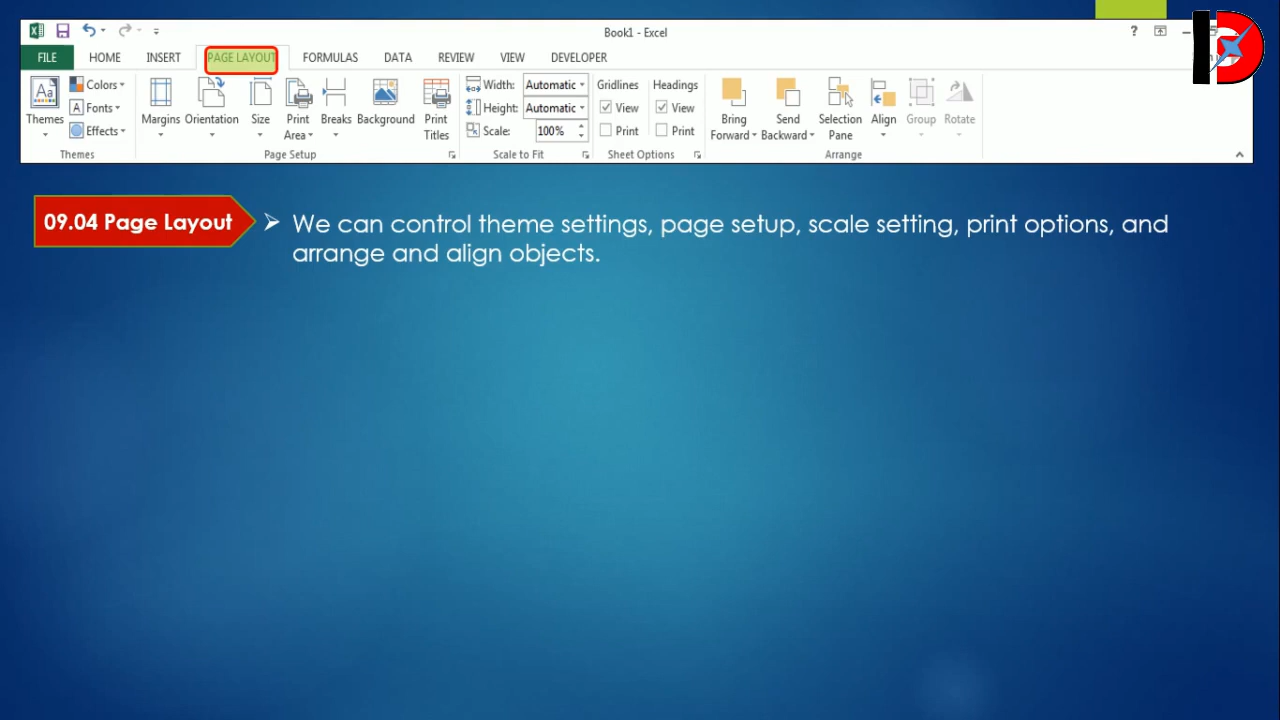 Book1 - Excel
?
FILE HOME INSERT PAGE LAYOUT FORMULAS DATA REVIEW VIEW DEVELOPER
Aa Colors Width: Automatic Gridlines Headings
A Fonts Height: Automatic View View
Themes Margins Orientation Size Print Breaks Background Print Bring Send Selection Align Group Rotate
Effects Area Titles Scale: 100% Print Print Forward Backward Pane
Themes Page Setup Scale to Fit Sheet Options Arrange
09.04 Page Layout
We can control theme settings, page setup, scale setting, print options, and
arrange and align objects.